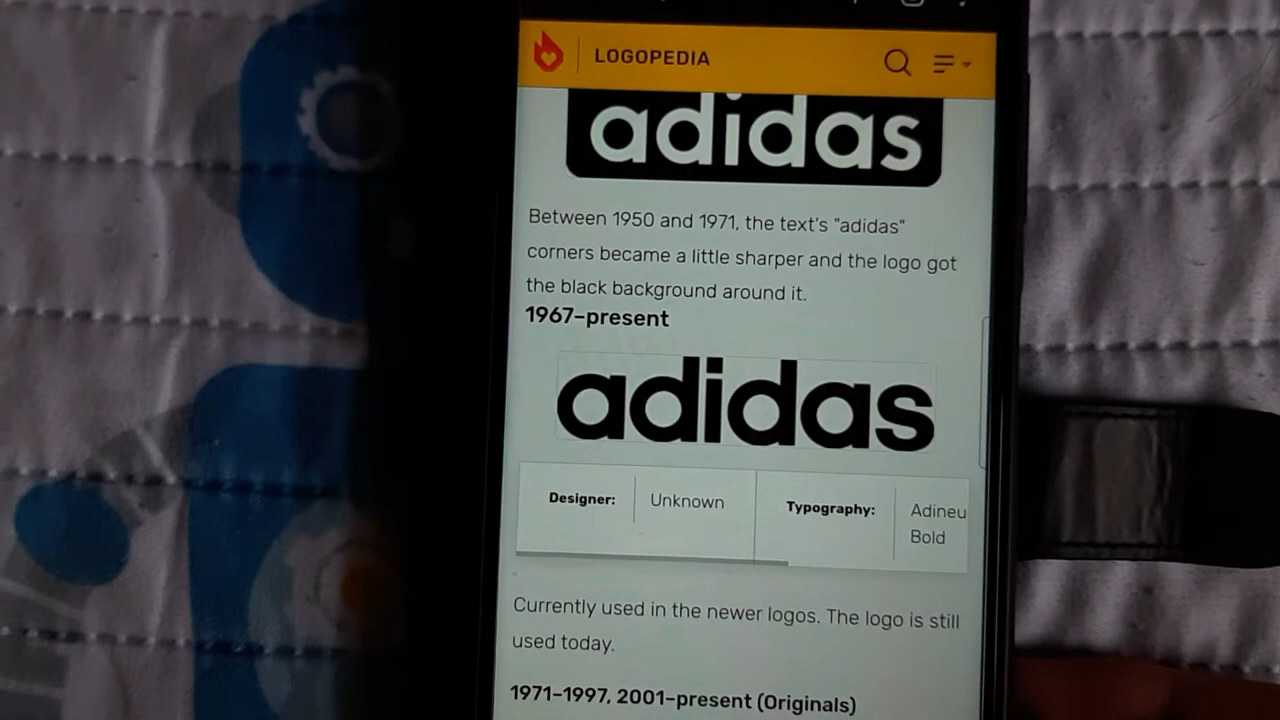 LOGOPEDIA
adidas
Between 1950 and 1971, the text's "adidas"
corners became a little sharper and the logo got
the black background around it.
1967–present
adidas
Designer: Unknown Typography: Adineu
Bold
Currently used in the newer logos. The logo is still
used today.
1971–1997, 2001–present (Originals)